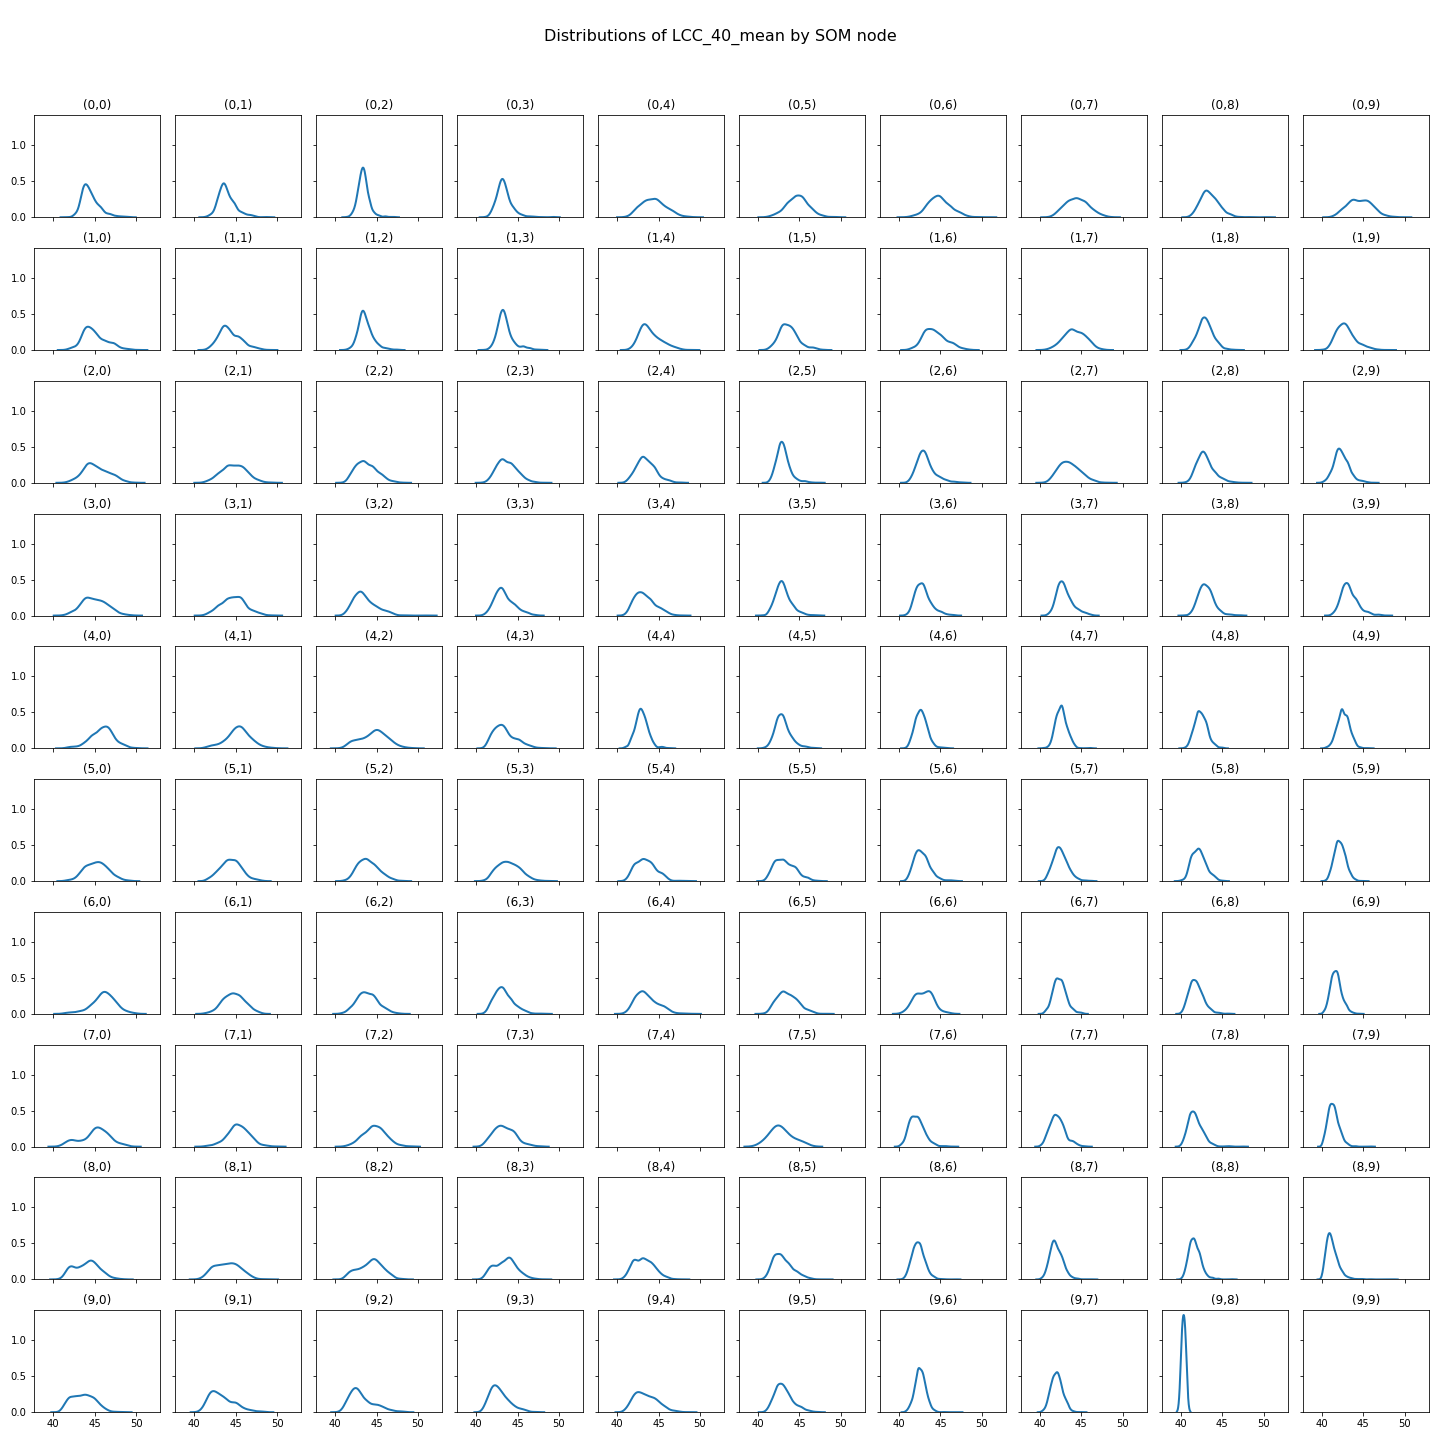 Distributions of LCC_40_mean by SOM node
(0,0) (0,1) (0,2) (0,3) (0,4) (0,5) (0,6) (0,7) (0,8) (0,9)
1.0
0.5
0.0
(1,0) (1,1) (1,2) (1,3) (1,4) (1,5) (1,6) (1,7) (1,8) (1,9)
1.0
0.5
0.0
(2,0) (2,1) (2,2) (2,3) (2,4) (2,5) (2,6) (2,7) (2,8) (2,9)
1.0
0.5
0.0
(3,0) (3,1) (3,2) (3,3) (3,4) (3,5) (3,6) (3,7) (3,8) (3,9)
1.0
0.5
0.0
(4,0) (4,1) (4,2) (4,3) (4,4) (4,5) (4,6) (4,7) (4,8) (4,9)
1.0
0.5
0.0
(5,0) (5,1) (5,2) (5,3) (5,4) (5,5) (5,6) (5,7) (5,8) (5,9)
1.0
0.5
0.0
(6,0) (6,1) (6,2) (6,3) (6,4) (6,5) (6,6) (6,7) (6,8) (6,9)
1.0
0.5
0.0
(7,0) (7,1) (7,2) (7,3) (7,4) (7,5) (7,6) (7,7) (7,8) (7,9)
1.0
0.5
0.0
(8,0) (8,1) (8,2) (8,3) (8,4) (8,5) (8,6) (8,7) (8,8) (8,9)
1.0
0.5
0.0
(9,0) (9,1) (9,2) (9,3) (9,4) (9,5) (9,6) (9,7) (9,8) (9,9)
1.0
0.5
0.0
40 45 50 40 45 50 40 45 50 40 45 50 40 45 50 40 45 50 40 45 50 40 45 50 40 45 50 40 45 50